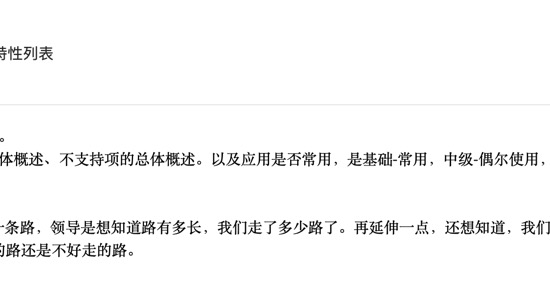 特性列表
。
体概述、不支持项的总体概述。以及应用是否常用，是基础-常用，中级-偶尔使用，
条路，领导是想知道路有多长，我们走了多少路了。再延伸一点，还想知道，我们
的路还是不好走的路。